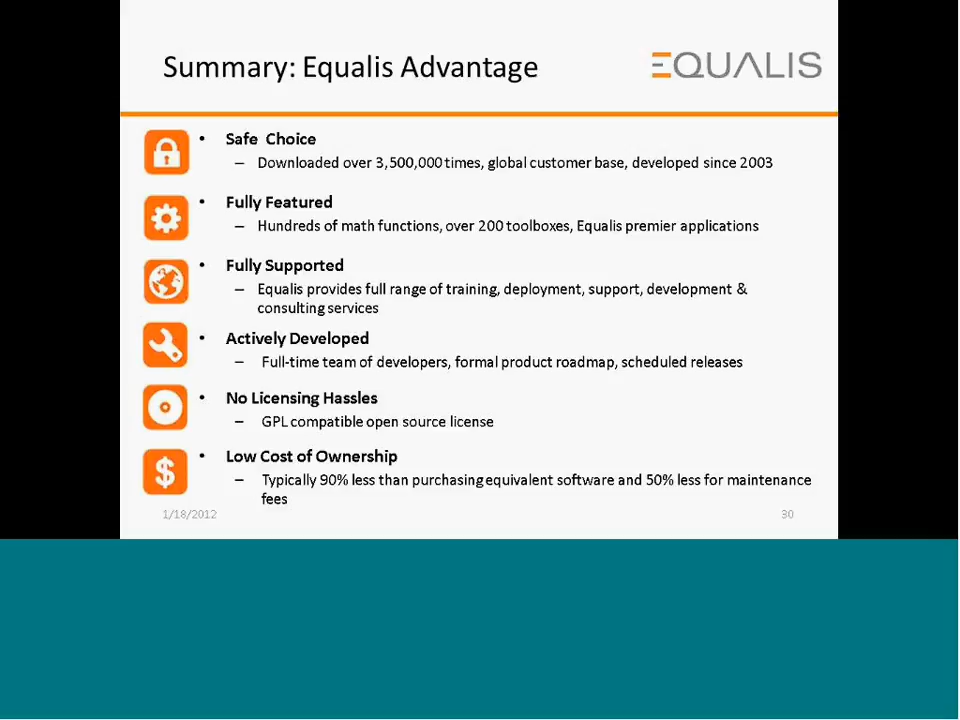 Summary: Equalis Advantage
EQUALIS
• Safe Choice
– Downloaded over 3,500,000 times, global customer base, developed since 2003
• Fully Featured
– Hundreds of math functions, over 200 toolboxes, Equalis premier applications
• Fully Supported
– Equalis provides full range of training, deployment, support, development &
consulting services
• Actively Developed
– Full-time team of developers, formal product roadmap, scheduled releases
• No Licensing Hassles
– GPL compatible open source license
• Low Cost of Ownership
– Typically 90% less than purchasing equivalent software and 50% less for maintenance
fees
$
1/18/2012
30